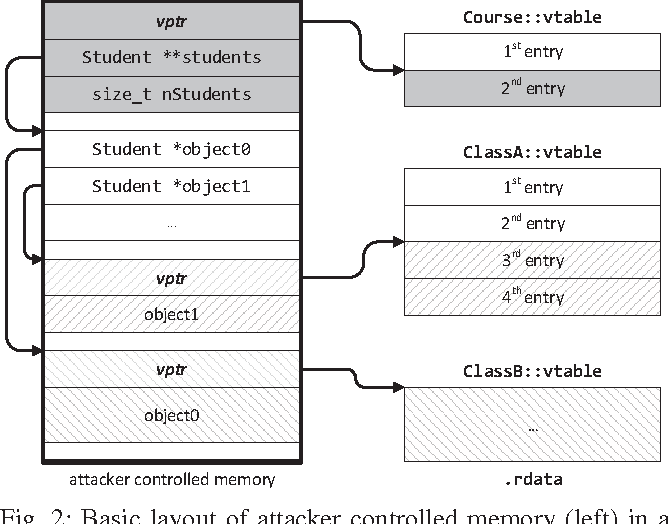 vptr
Student **students
size_t nStudents
Student *object0
Student *object1
...
vptr
object1
vptr
object0
attacker controlled memory
Course::vtable
1st entry
2nd entry
ClassA::vtable
1st entry
2nd entry
3rd entry
4th entry
ClassB::vtable
...
.rdata
Fig. 2: Basic layout of attacker controlled memory (left) in a